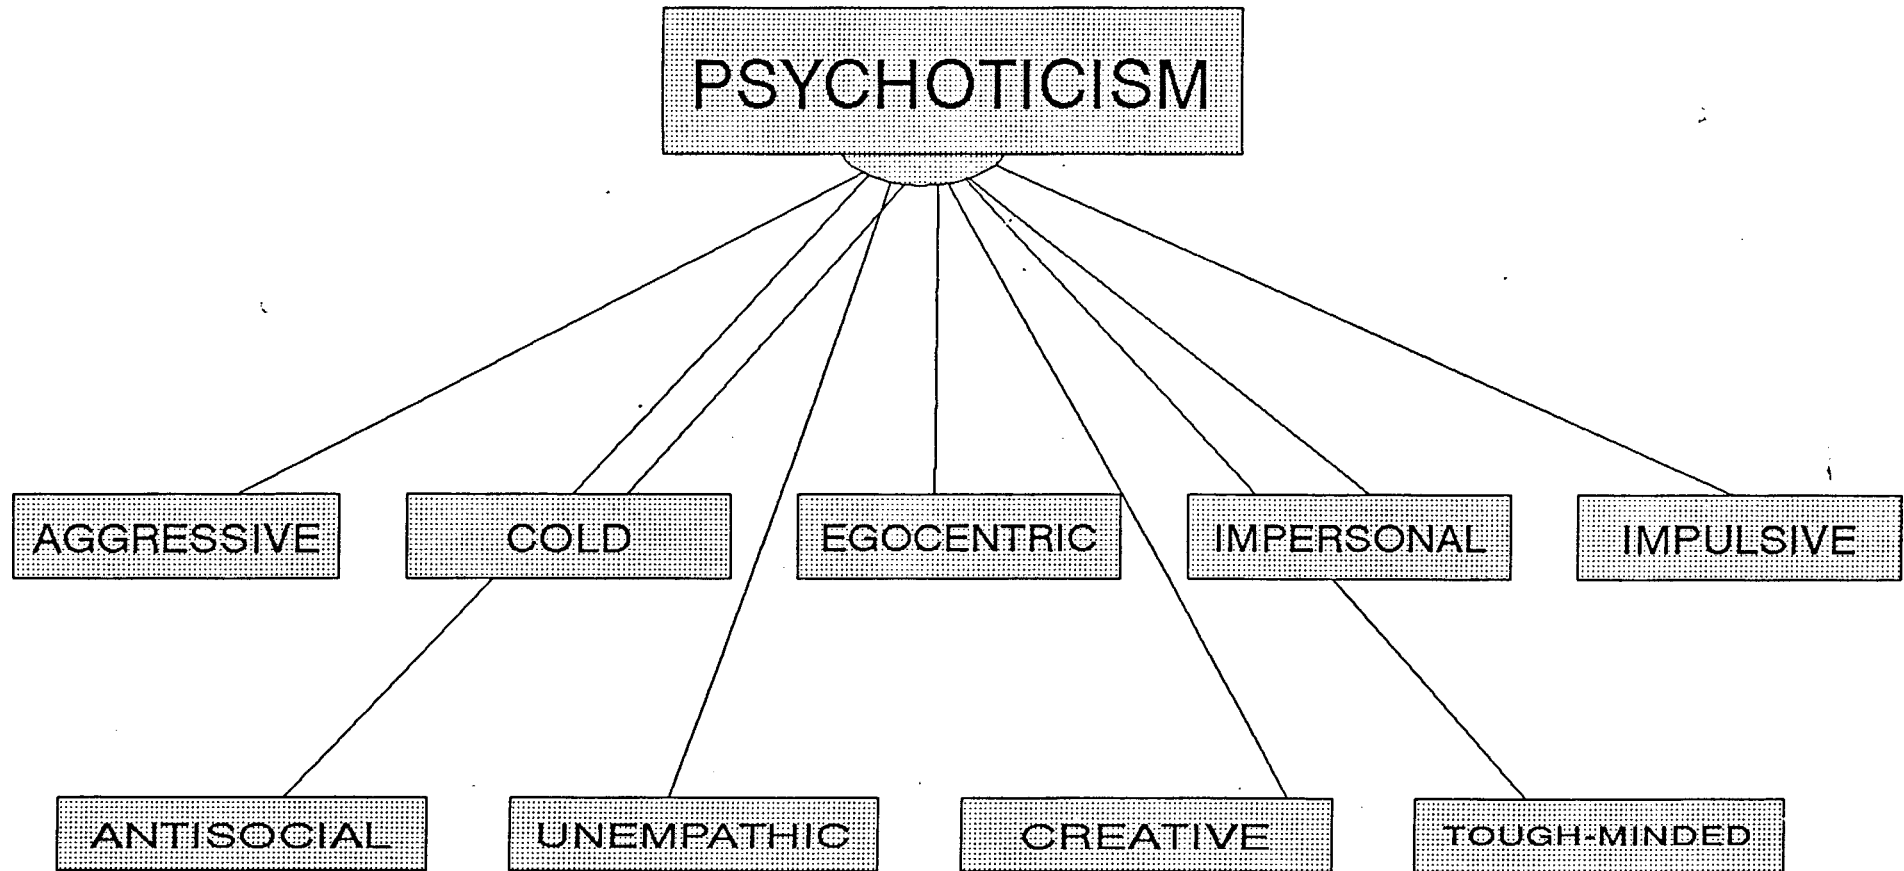 PSYCHOTICISM
AGGRESSIVE
COLD
EGOCENTRIC
IMPERSONAL
IMPULSIVE
ANTISOCIAL
UNEMPATHIC
CREATIVE
TOUGH-MINDED